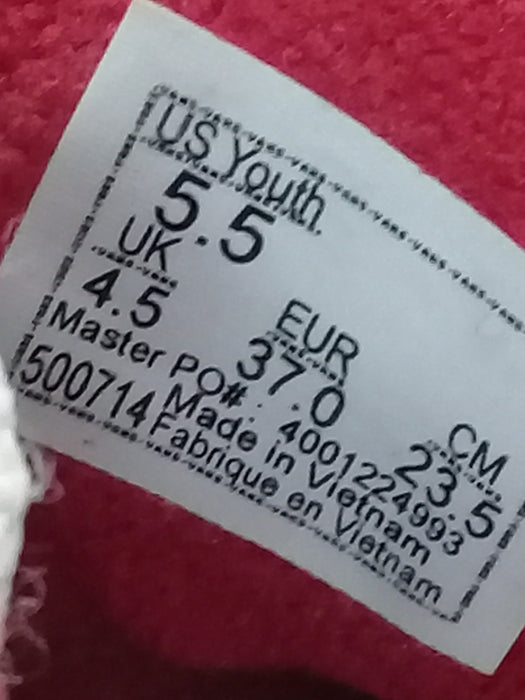 US Youth
5.5
UK
4.5
EUR
37.0
CM
23.5
Master PO#: 4001224993
Made in Vietnam
500714 Fabrique en Vietnam